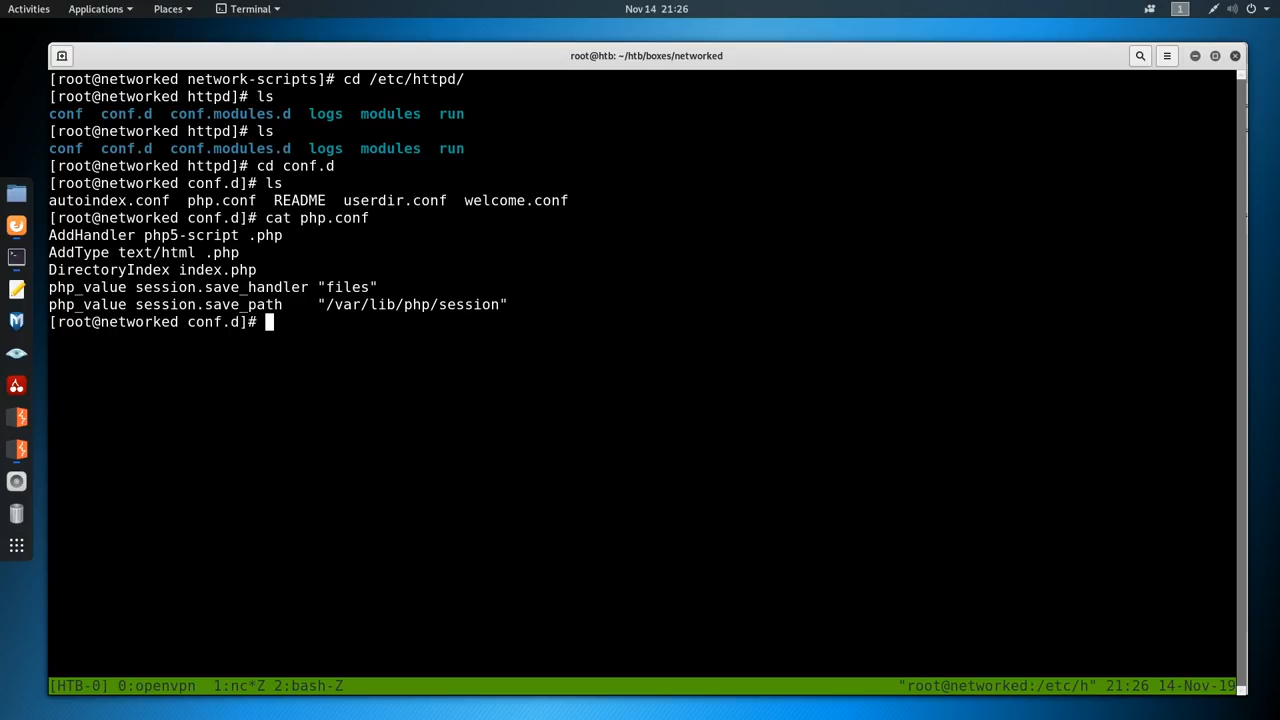 Activities Applications Places Terminal Nov 14 21:26 1
root@htb: ~/htb/boxes/networked
[root@networked network-scripts]# cd /etc/httpd/
[root@networked httpd]# ls
conf conf.d conf.modules.d logs modules run
[root@networked httpd]# ls
conf conf.d conf.modules.d logs modules run
[root@networked httpd]# cd conf.d
[root@networked conf.d]# ls
autoindex.conf php.conf README userdir.conf welcome.conf
[root@networked conf.d]# cat php.conf
AddHandler php5-script .php
AddType text/html .php
DirectoryIndex index.php
php_value session.save_handler "files"
php_value session.save_path "/var/lib/php/session"
[root@networked conf.d]#
[HTB-0] 0:openvpn 1:nc*Z 2:bash-Z "root@networked:/etc/h" 21:26 14-Nov-19